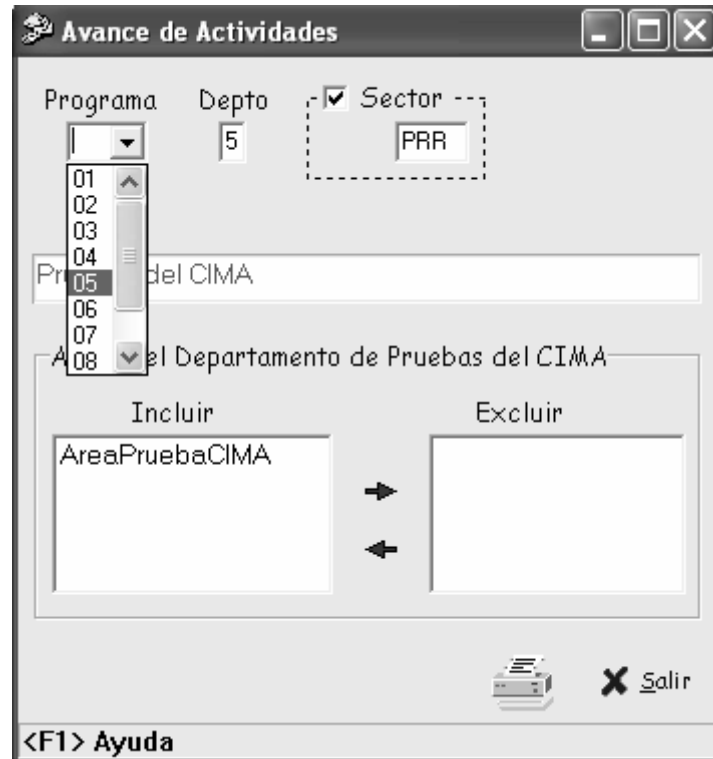 Avance de Actividades
Programa Depto Sector
5 PRR
01
02
03
04
05
06
07
08
del CIMA
el Departamento de Pruebas del CIMA
Incluir Excluir
AreaPruebaCIMA
Salir
<F1> Ayuda